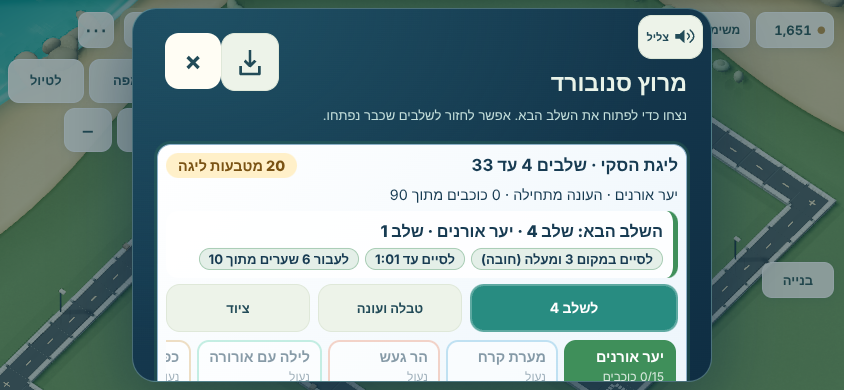 1,651
משימ
צליל
מפה
לטיול
בנייה
מרוץ סנובורד
נצחו כדי לפתוח את השלב הבא. אפשר לחזור לשלבים שכבר נפתחו.
ליגת הסקי · שלבים 4 עד 33
20 מטבעות ליגה
יער אורנים · העונה מתחילה · 0 כוכבים מתוך 90
השלב הבא: שלב 4 · יער אורנים · שלב 1
לסיים במקום 3 ומעלה (חובה)
לסיים עד 1:01
לעבור 6 שערים מתוך 10
לשלב 4
טבלה ועונה
ציוד
יער אורנים
0/15 כוכבים
מערת קרח
נעול
הר געש
נעול
לילה עם אורורה
נעול